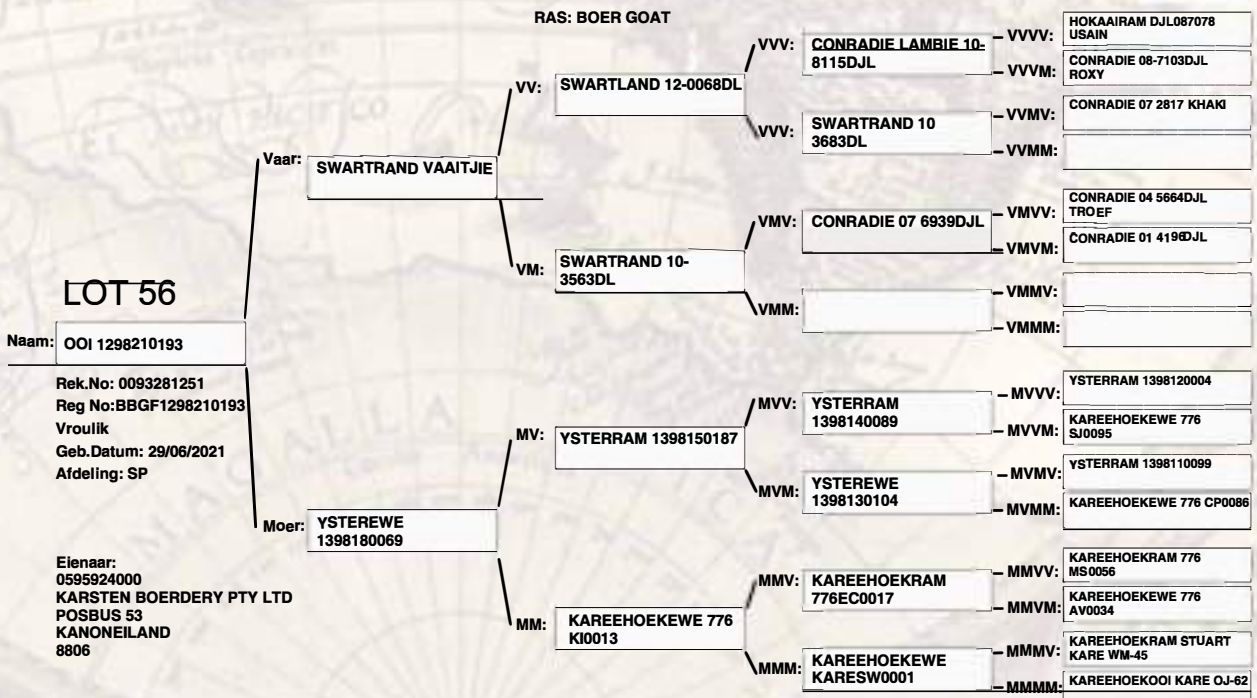 RAS: BOER GOAT
LOT 56
Naam: OOI 1298210193
Rek.No: 0093281251
Reg No:BBGF1298210193
Vroulik
Geb.Datum: 29/06/2021
Afdeling: SP
Eienaar:
0595924000
KARSTEN BOERDERY PTY LTD
POSBUS 53
KANONEILAND
8806
Vaar: SWARTRAND VAAITJIE
Moer: YSTEREWE
1398180069
VV: SWARTLAND 12-0068DL
VM: SWARTRAND 10-
3563DL
MV: YSTERRAM 1398150187
MM: KAREEHOEKEWE 776
KI0013
VVV: CONRADIE LAMBIE 10-
8115DJL
VVV: SWARTRAND 10
3683DL
VMV: CONRADIE 07 6939DJL
VMM:
MVV: YSTERRAM
1398140089
MVM: YSTEREWE
1398130104
MMV: KAREEHOEKRAM
776EC0017
MMM: KAREEHOEKEWE
KARESW0001
VVVV: HOKAAIRAM DJL087078
USAIN
VVVM: CONRADIE 08-7103DJL
ROXY
VVMV: CONRADIE 07 2817 KHAKI
VVMM:
VMVV: CONRADIE 04 5664DJL
TROEF
VMVM: CONRADIE 01 4196DJL
VMMV:
VMMM:
MVVV: YSTERRAM 1398120004
MVVM: KAREEHOEKEWE 776
SJ0095
MVMV: YSTERRAM 1398110099
MVMM: KAREEHOEKEWE 776 CP0086
MMVV: KAREEHOEKRAM 776
MS0056
MMVM: KAREEHOEKEWE 776
AV0034
MMMV: KAREEHOEKRAM STUART
KARE WM-45
MMMM: KAREEHOEKOOI KARE OJ-62